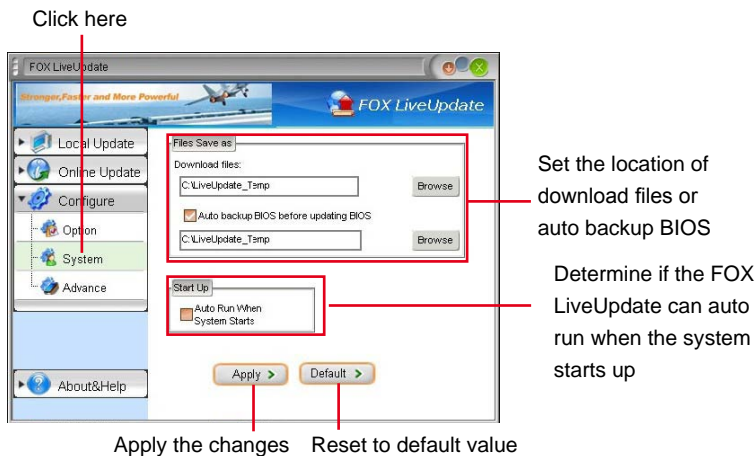 Click here
FOX LiveUpdate
Stronger,Faster and More Powerful
FOX LiveUpdate
Local Update
Online Update
Configure
Option
System
Advance
About&Help
Files Save as
Download files:
C:\LiveUpdate_Temp
Browse
Auto backup BIOS before updating BIOS
C:\LiveUpdate_Temp
Browse
Start Up
Auto Run When
System Starts
Apply >
Default >
Set the location of
download files or
auto backup BIOS
Determine if the FOX
LiveUpdate can auto
run when the system
starts up
Apply the changes
Reset to default value